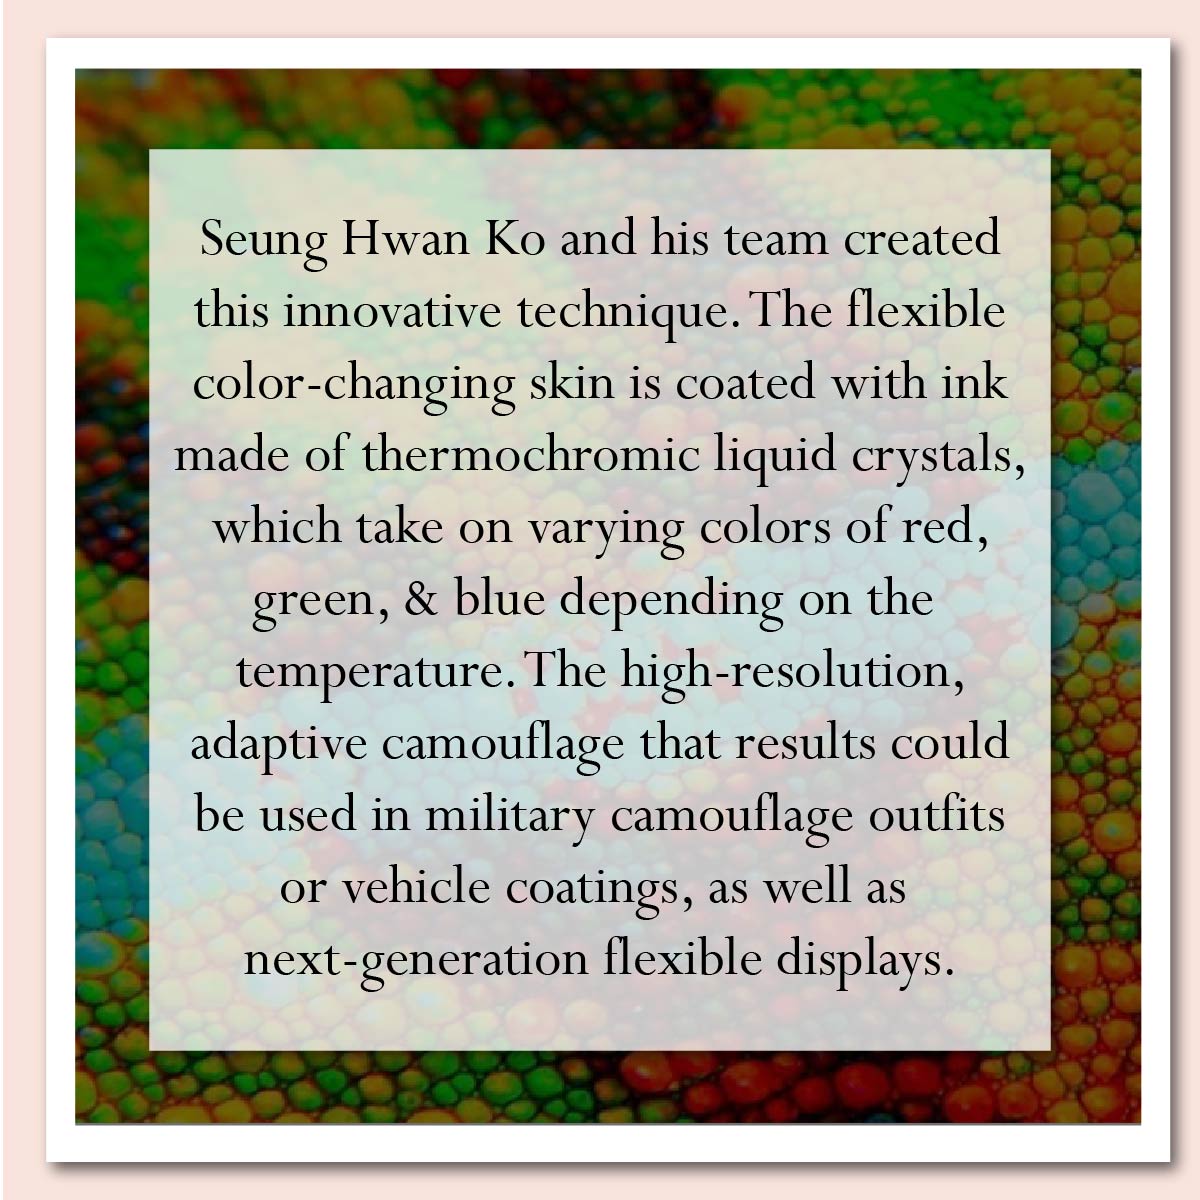 Seung Hwan Ko and his team created
this innovative technique. The flexible
color-changing skin is coated with ink
made of thermochromic liquid crystals,
which take on varying colors of red,
green, & blue depending on the
temperature. The high-resolution,
adaptive camouflage that results could
be used in military camouflage outfits
or vehicle coatings, as well as
next-generation flexible displays.